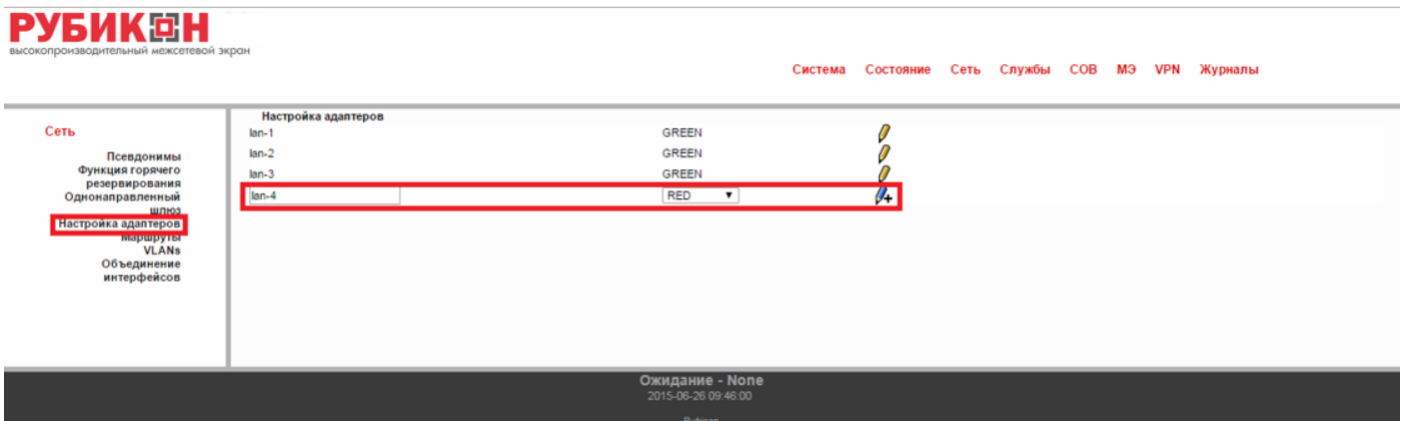 РУБИКОН
высокопроизводительный межсетевой экран
Система Состояние Сеть Службы СОВ МЭ VPN Журналы
Сеть
Псевдонимы
Функция горячего
резервирования
Однонаправленный
шлюз
Настройка адаптеров
Маршруты
VLANs
Объединение
интерфейсов
Настройка адаптеров
lan-1 GREEN
lan-2 GREEN
lan-3 GREEN
lan-4 RED
Ожидание - None
2015-06-26 09:46:00